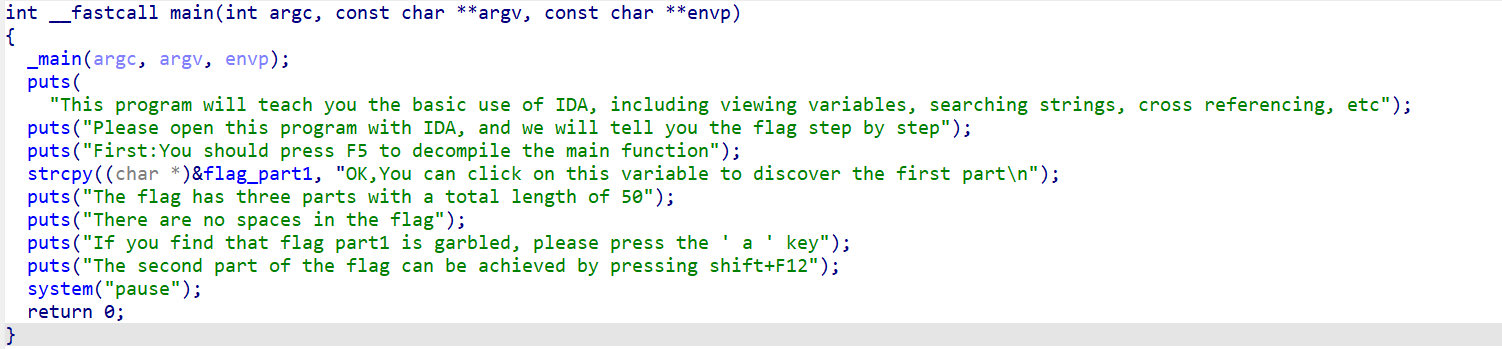 int __fastcall main(int argc, const char **argv, const char **envp)
{
  _main(argc, argv, envp);
  puts(
    "This program will teach you the basic use of IDA, including viewing variables, searching strings, cross referencing, etc");
  puts("Please open this program with IDA, and we will tell you the flag step by step");
  puts("First:You should press F5 to decompile the main function");
  strcpy((char *)&flag_part1, "OK,You can click on this variable to discover the first part\n");
  puts("The flag has three parts with a total length of 50");
  puts("There are no spaces in the flag");
  puts("If you find that flag part1 is garbled, please press the ' a ' key");
  puts("The second part of the flag can be achieved by pressing shift+F12");
  system("pause");
  return 0;
}